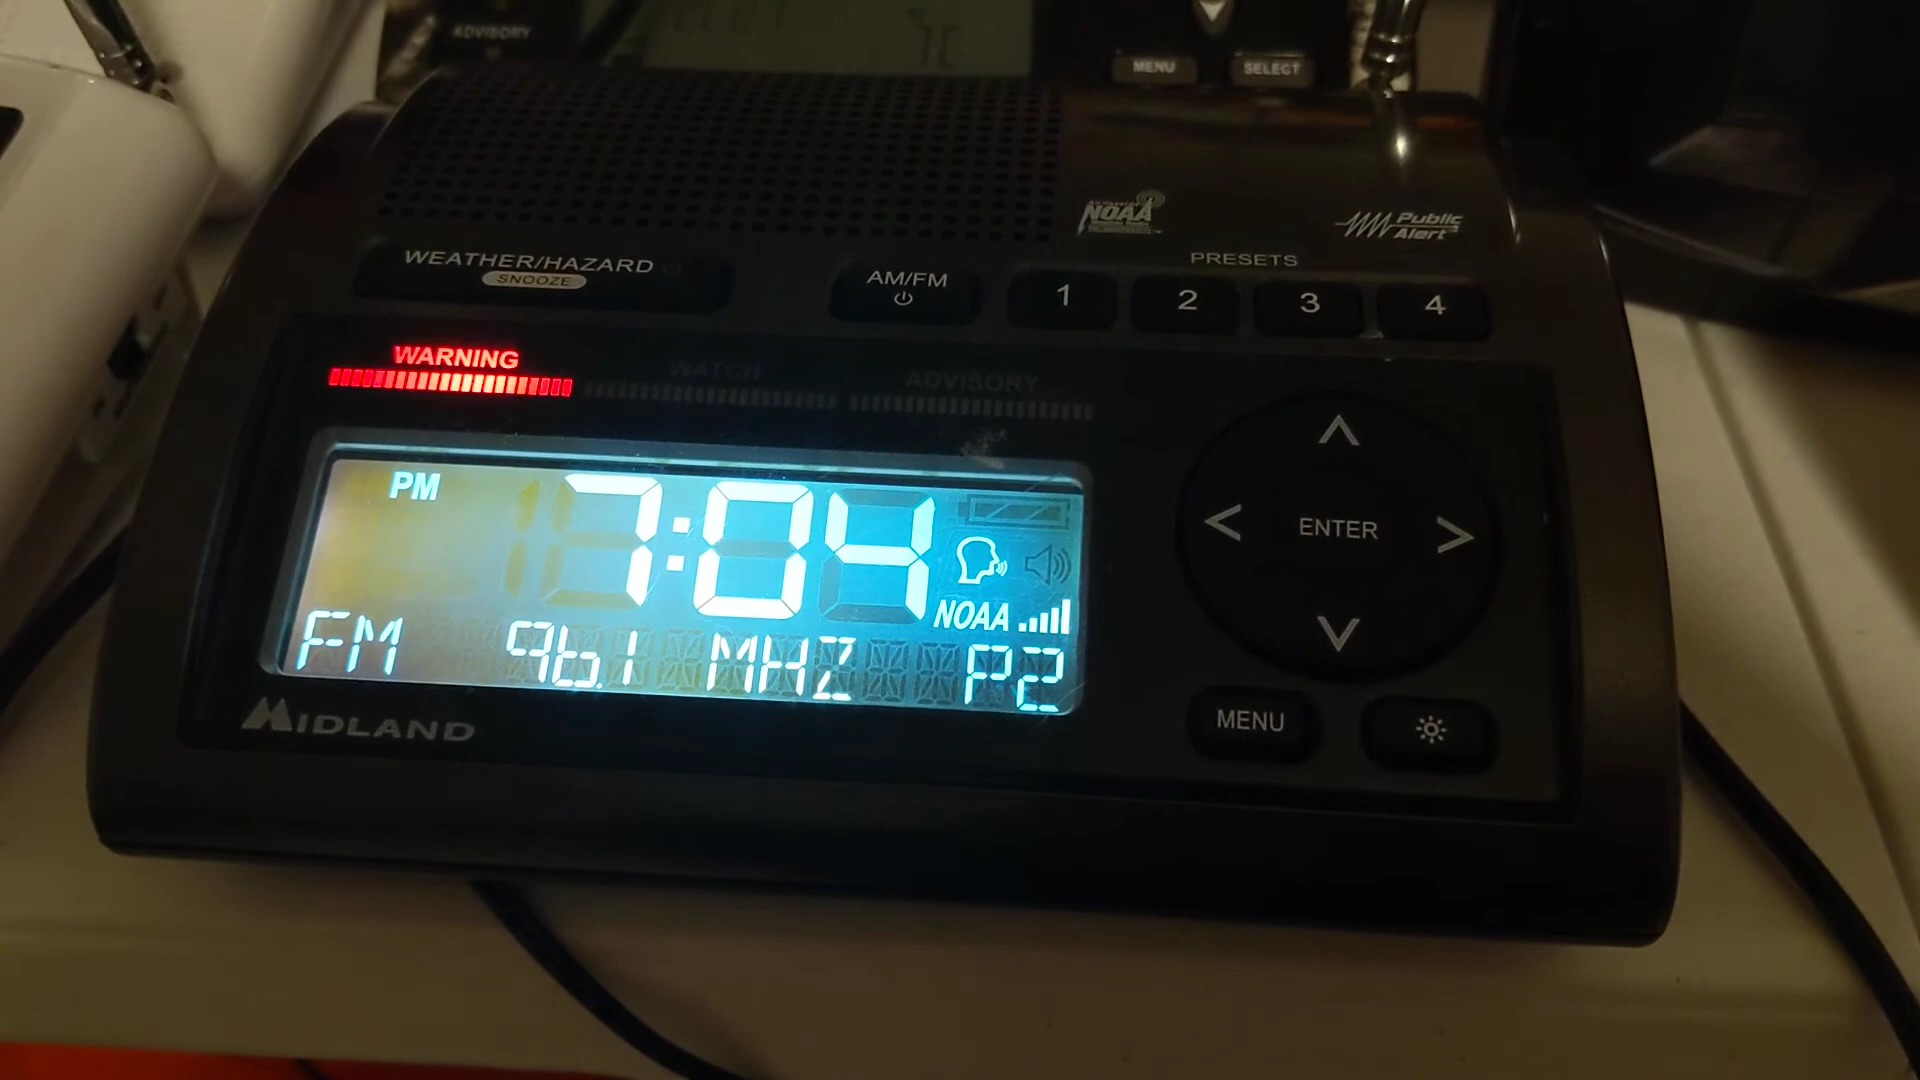 ADVISORY
MENU SELECT
NOAA
Public
Alert
WEATHER/HAZARD
SNOOZE
AM/FM
PRESETS
1 2 3 4
WARNING WATCH ADVISORY
PM 7:04
NOAA
FM 96.1 MHZ P2
MIDLAND
ENTER
MENU